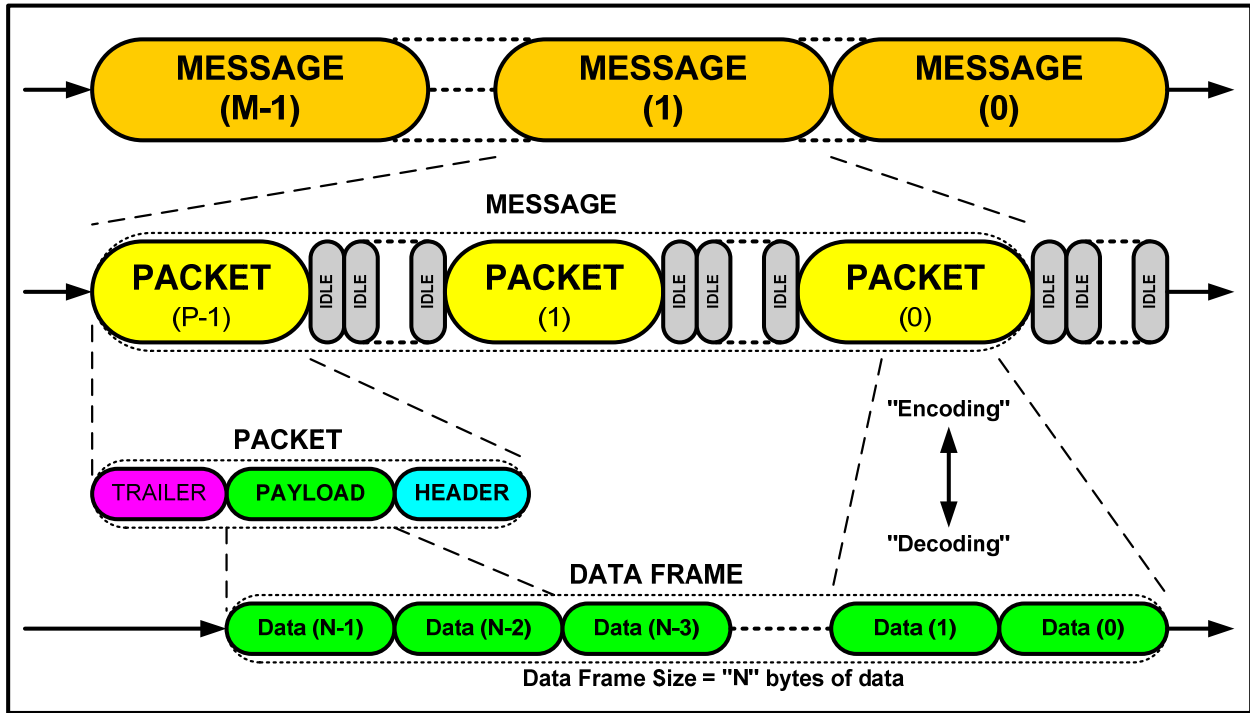 MESSAGE
(M-1)
MESSAGE
(1)
MESSAGE
(0)
MESSAGE
PACKET
(P-1)
IDLE
IDLE
IDLE
PACKET
(1)
IDLE
IDLE
IDLE
PACKET
(0)
IDLE
IDLE
IDLE
"Encoding"
"Decoding"
PACKET
TRAILER
PAYLOAD
HEADER
DATA FRAME
Data (N-1)
Data (N-2)
Data (N-3)
Data (1)
Data (0)
Data Frame Size = "N" bytes of data